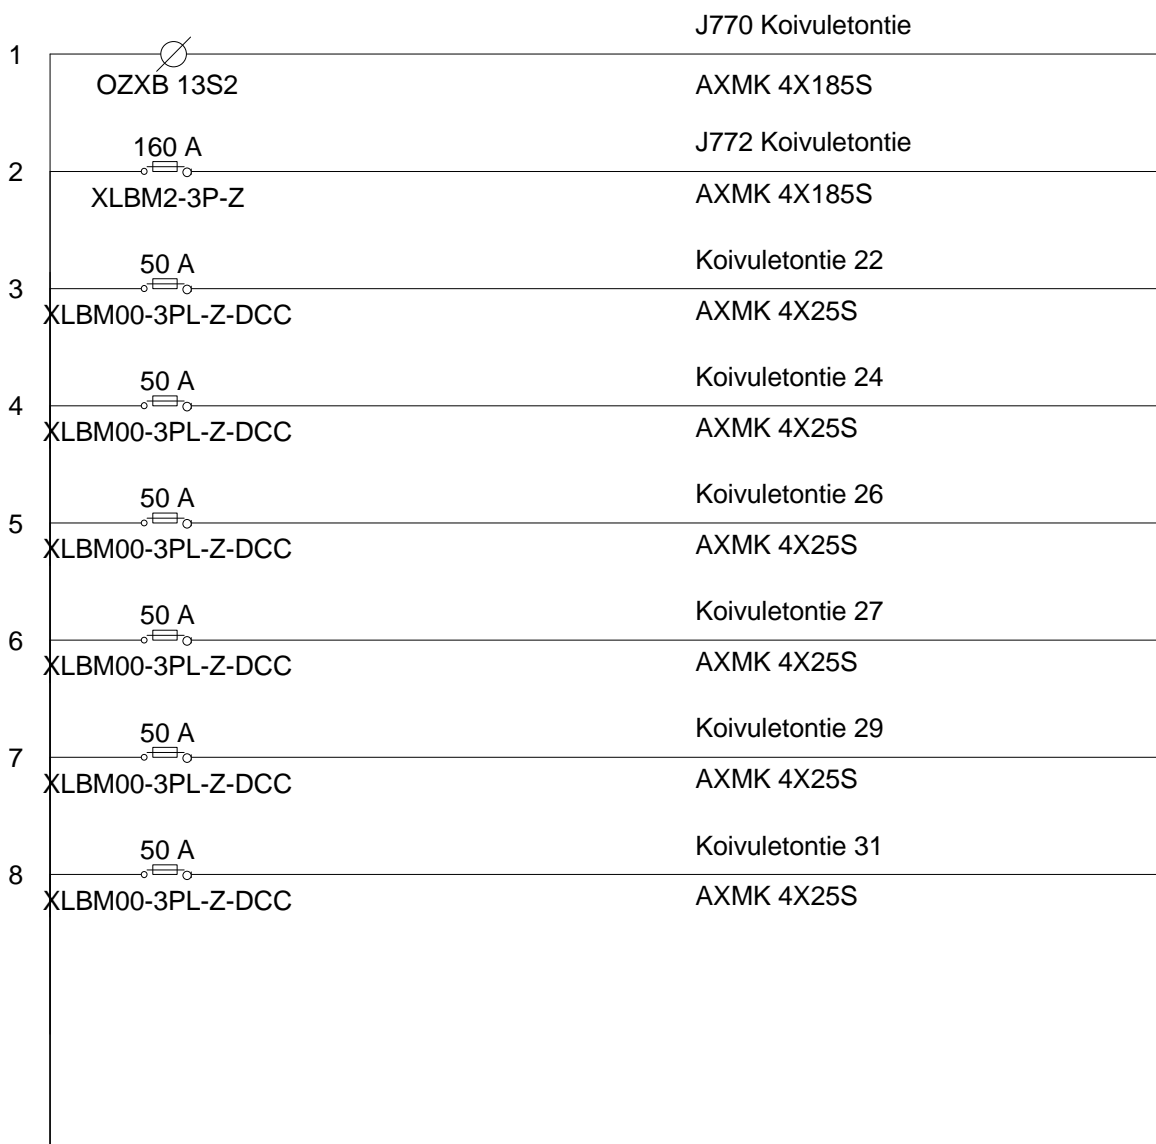 J770 Koivuletontie
1
OZXB 13S2
AXMK 4X185S
160 A
J772 Koivuletontie
2
XLBM2-3P-Z
AXMK 4X185S
50 A
Koivuletontie 22
3
XLBM00-3PL-Z-DCC
AXMK 4X25S
50 A
Koivuletontie 24
4
XLBM00-3PL-Z-DCC
AXMK 4X25S
50 A
Koivuletontie 26
5
XLBM00-3PL-Z-DCC
AXMK 4X25S
50 A
Koivuletontie 27
6
XLBM00-3PL-Z-DCC
AXMK 4X25S
50 A
Koivuletontie 29
7
XLBM00-3PL-Z-DCC
AXMK 4X25S
50 A
Koivuletontie 31
8
XLBM00-3PL-Z-DCC
AXMK 4X25S